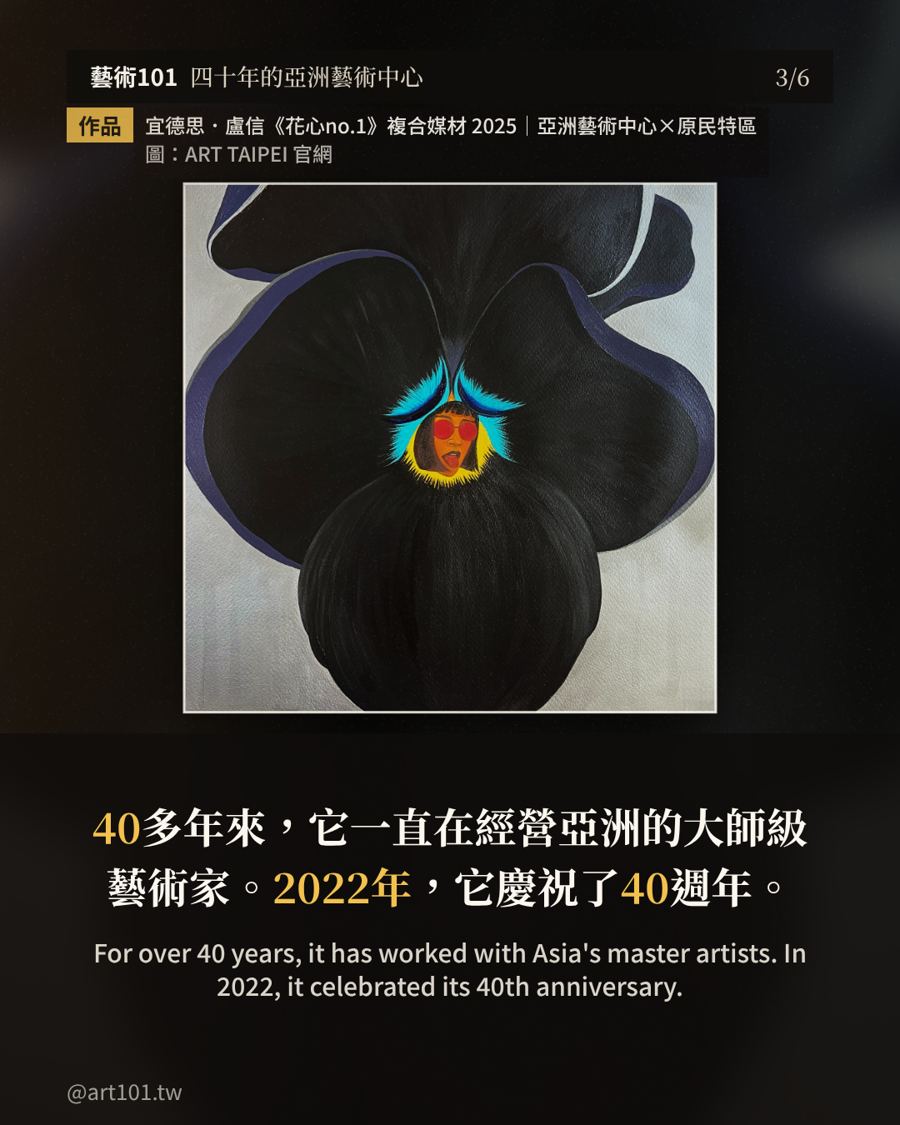 藝術101 四十年的亞洲藝術中心 3/6
作品 宜德思・盧信《花心no.1》複合媒材 2025｜亞洲藝術中心×原民特區
圖：ART TAIPEI 官網
40多年來，它一直在經營亞洲的大師級
藝術家。2022年，它慶祝了40週年。
For over 40 years, it has worked with Asia's master artists. In
2022, it celebrated its 40th anniversary.
@art101.tw